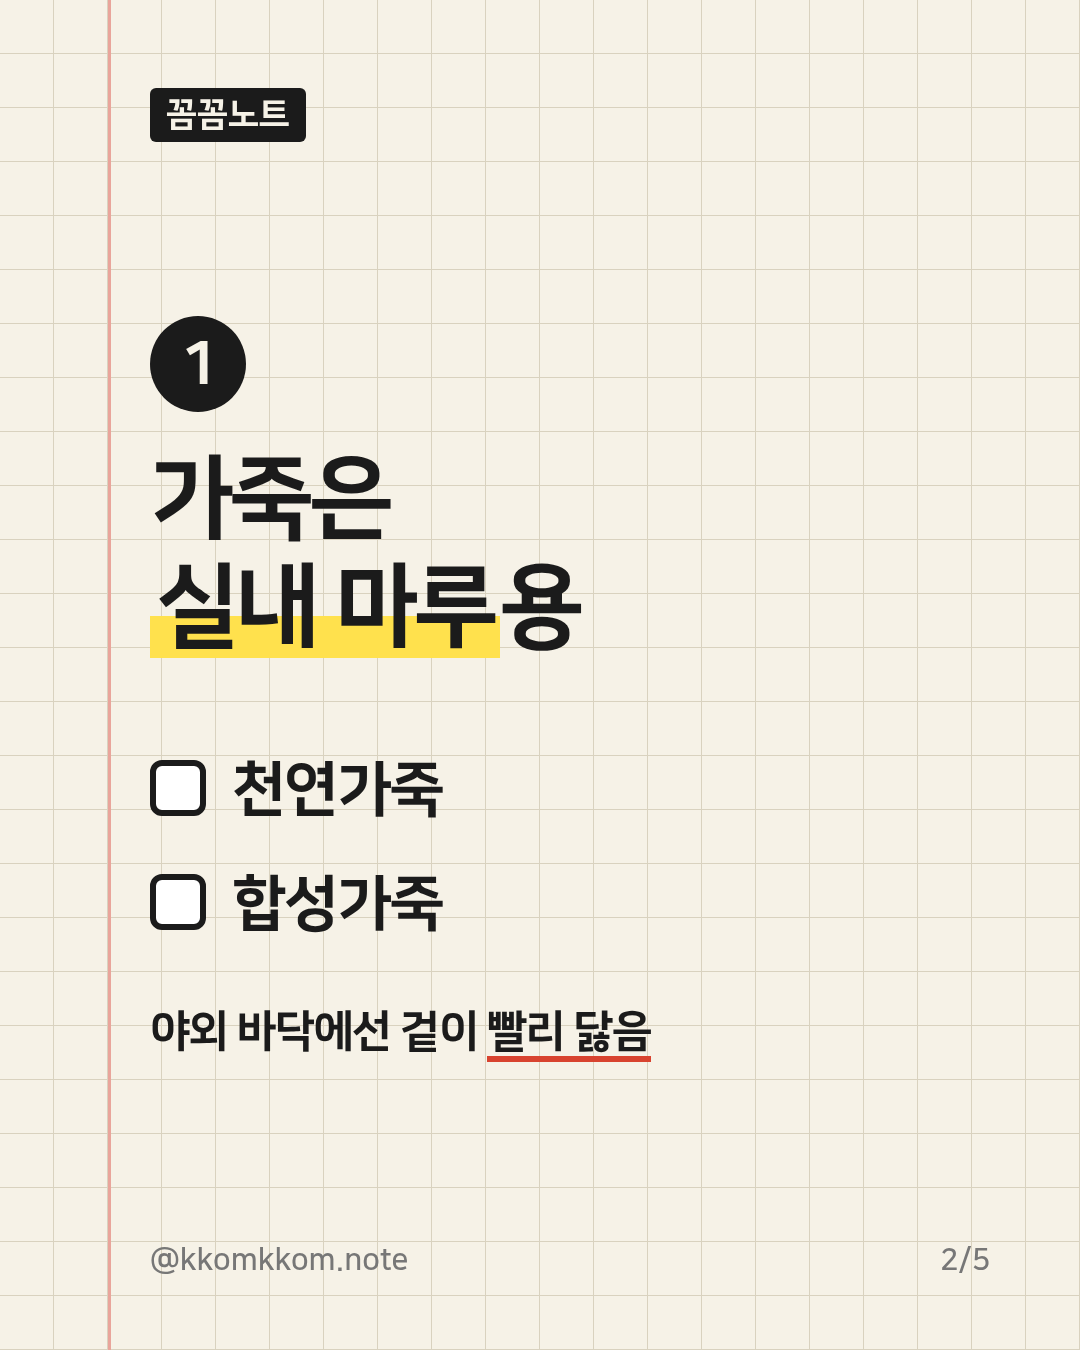 꼼꼼노트
1
가죽은
실내 마루용
천연가죽
합성가죽
야외 바닥에선 겉이 빨리 닳음
@kkomkkom.note
2/5